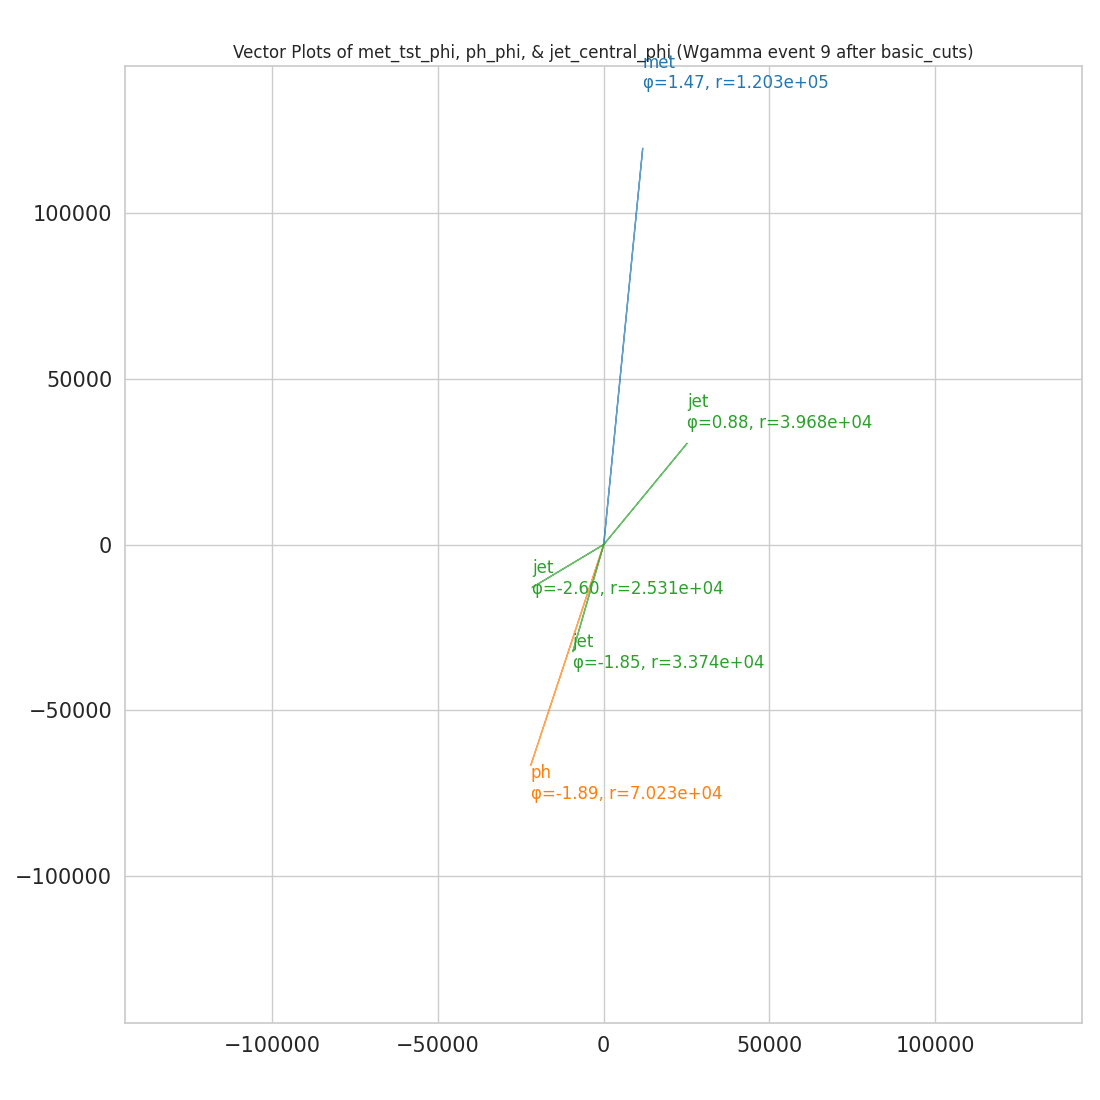 Vector Plots of met_tst_phi, ph_phi, & jet_central_phi (Wgamma event 9 after basic_cuts)
met
φ=1.47, r=1.203e+05
100000
50000
jet
φ=0.88, r=3.968e+04
0
jet
φ=-2.60, r=2.531e+04
jet
φ=-1.85, r=3.374e+04
−50000
ph
φ=-1.89, r=7.023e+04
−100000
−100000
−50000
0
50000
100000